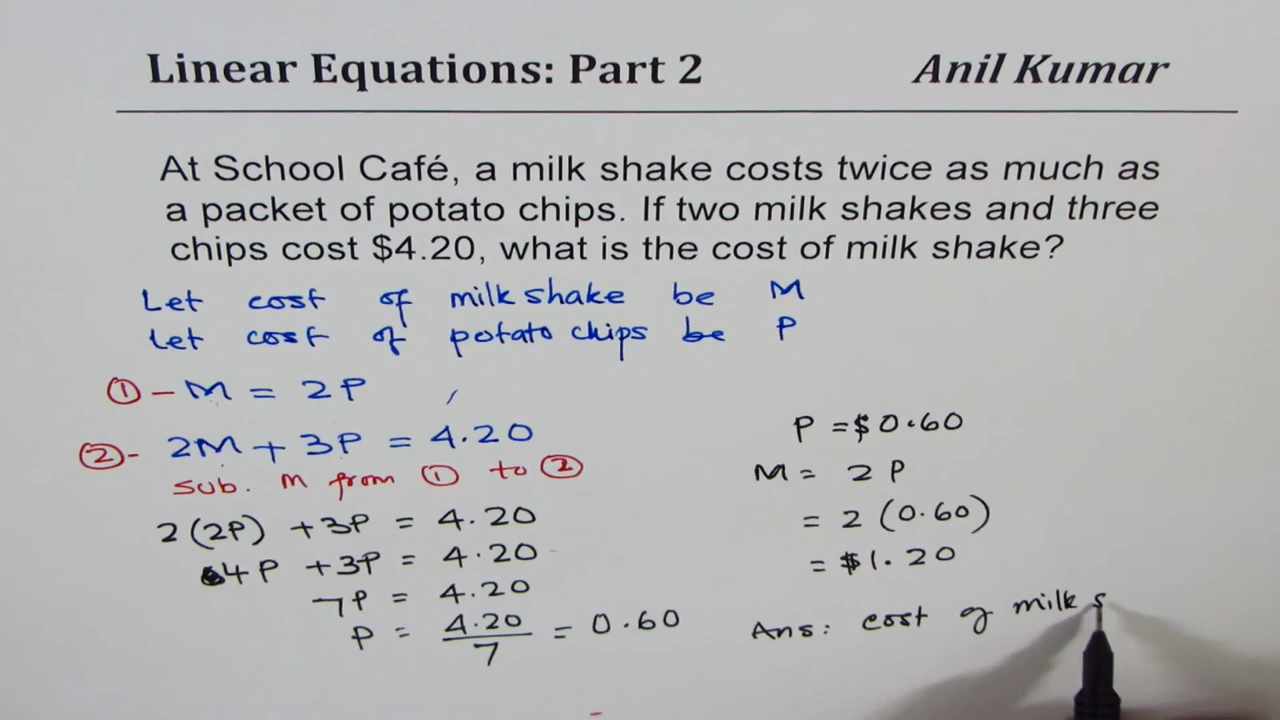 Linear Equations: Part 2
Anil Kumar
At School Café, a milk shake costs twice as much as
a packet of potato chips. If two milk shakes and three
chips cost $4.20, what is the cost of milk shake?
Let cost of milk shake be M
Let cost of potato chips be P
① - M = 2P
② - 2M + 3P = 4.20
sub. M from ① to ②
2(2P) + 3P = 4.20
4P + 3P = 4.20
7P = 4.20
P = 4.20/7 = 0.60
P = $0.60
M = 2P
= 2(0.60)
= $1.20
Ans: cost of milk s